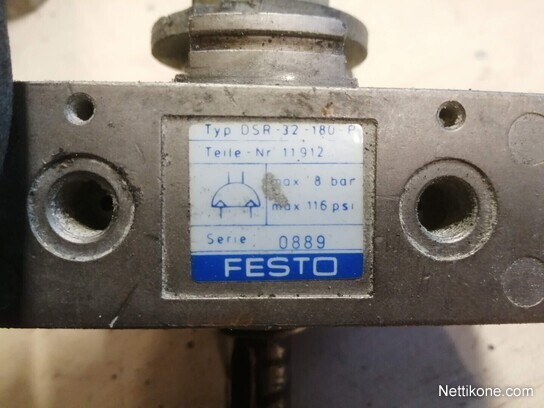 Typ DSR-32-180-P
Teile-Nr 11912
max 8 bar
max 116 psi
Serie 0889
FESTO
Nettikone.com